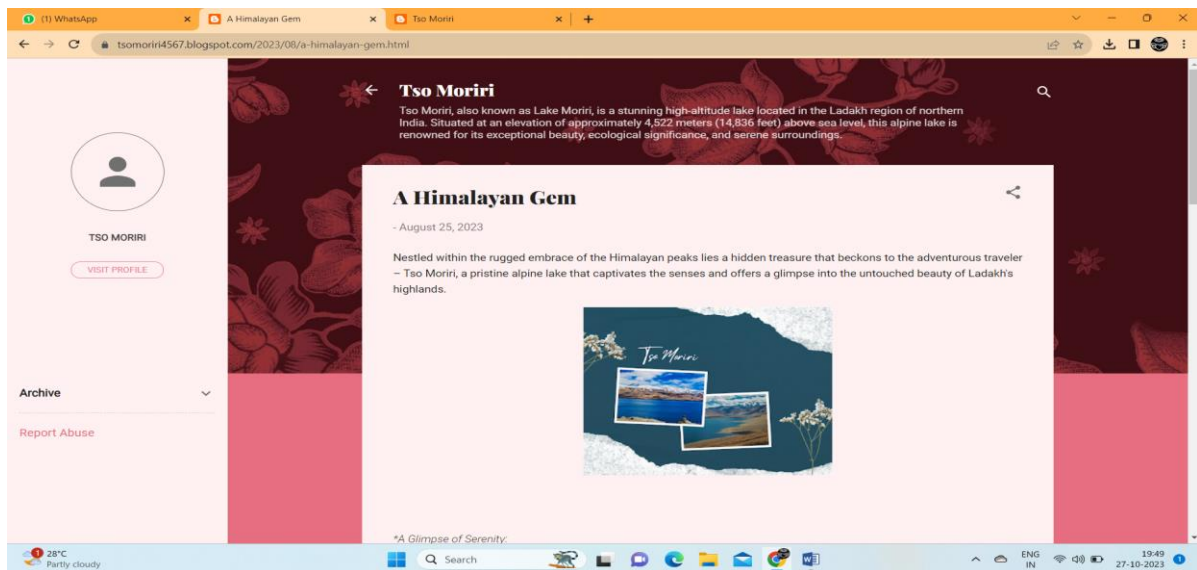 (1) WhatsApp
A Himalayan Gem
Tso Moriri
tsomoriri4567.blogspot.com/2023/08/a-himalayan-gem.html
Tso Moriri
Tso Moriri, also known as Lake Moriri, is a stunning high-altitude lake located in the Ladakh region of northern
India. Situated at an elevation of approximately 4,522 meters (14,836 feet) above sea level, this alpine lake is
renowned for its exceptional beauty, ecological significance, and serene surroundings.
TSO MORIRI
VISIT PROFILE
Archive
Report Abuse
A Himalayan Gem
- August 25, 2023
Nestled within the rugged embrace of the Himalayan peaks lies a hidden treasure that beckons to the adventurous traveler
– Tso Moriri, a pristine alpine lake that captivates the senses and offers a glimpse into the untouched beauty of Ladakh's
highlands.
Tso Moriri
*A Glimpse of Serenity:
1
28°C
Partly cloudy
Search
ENG
IN
19:49
27-10-2023
1